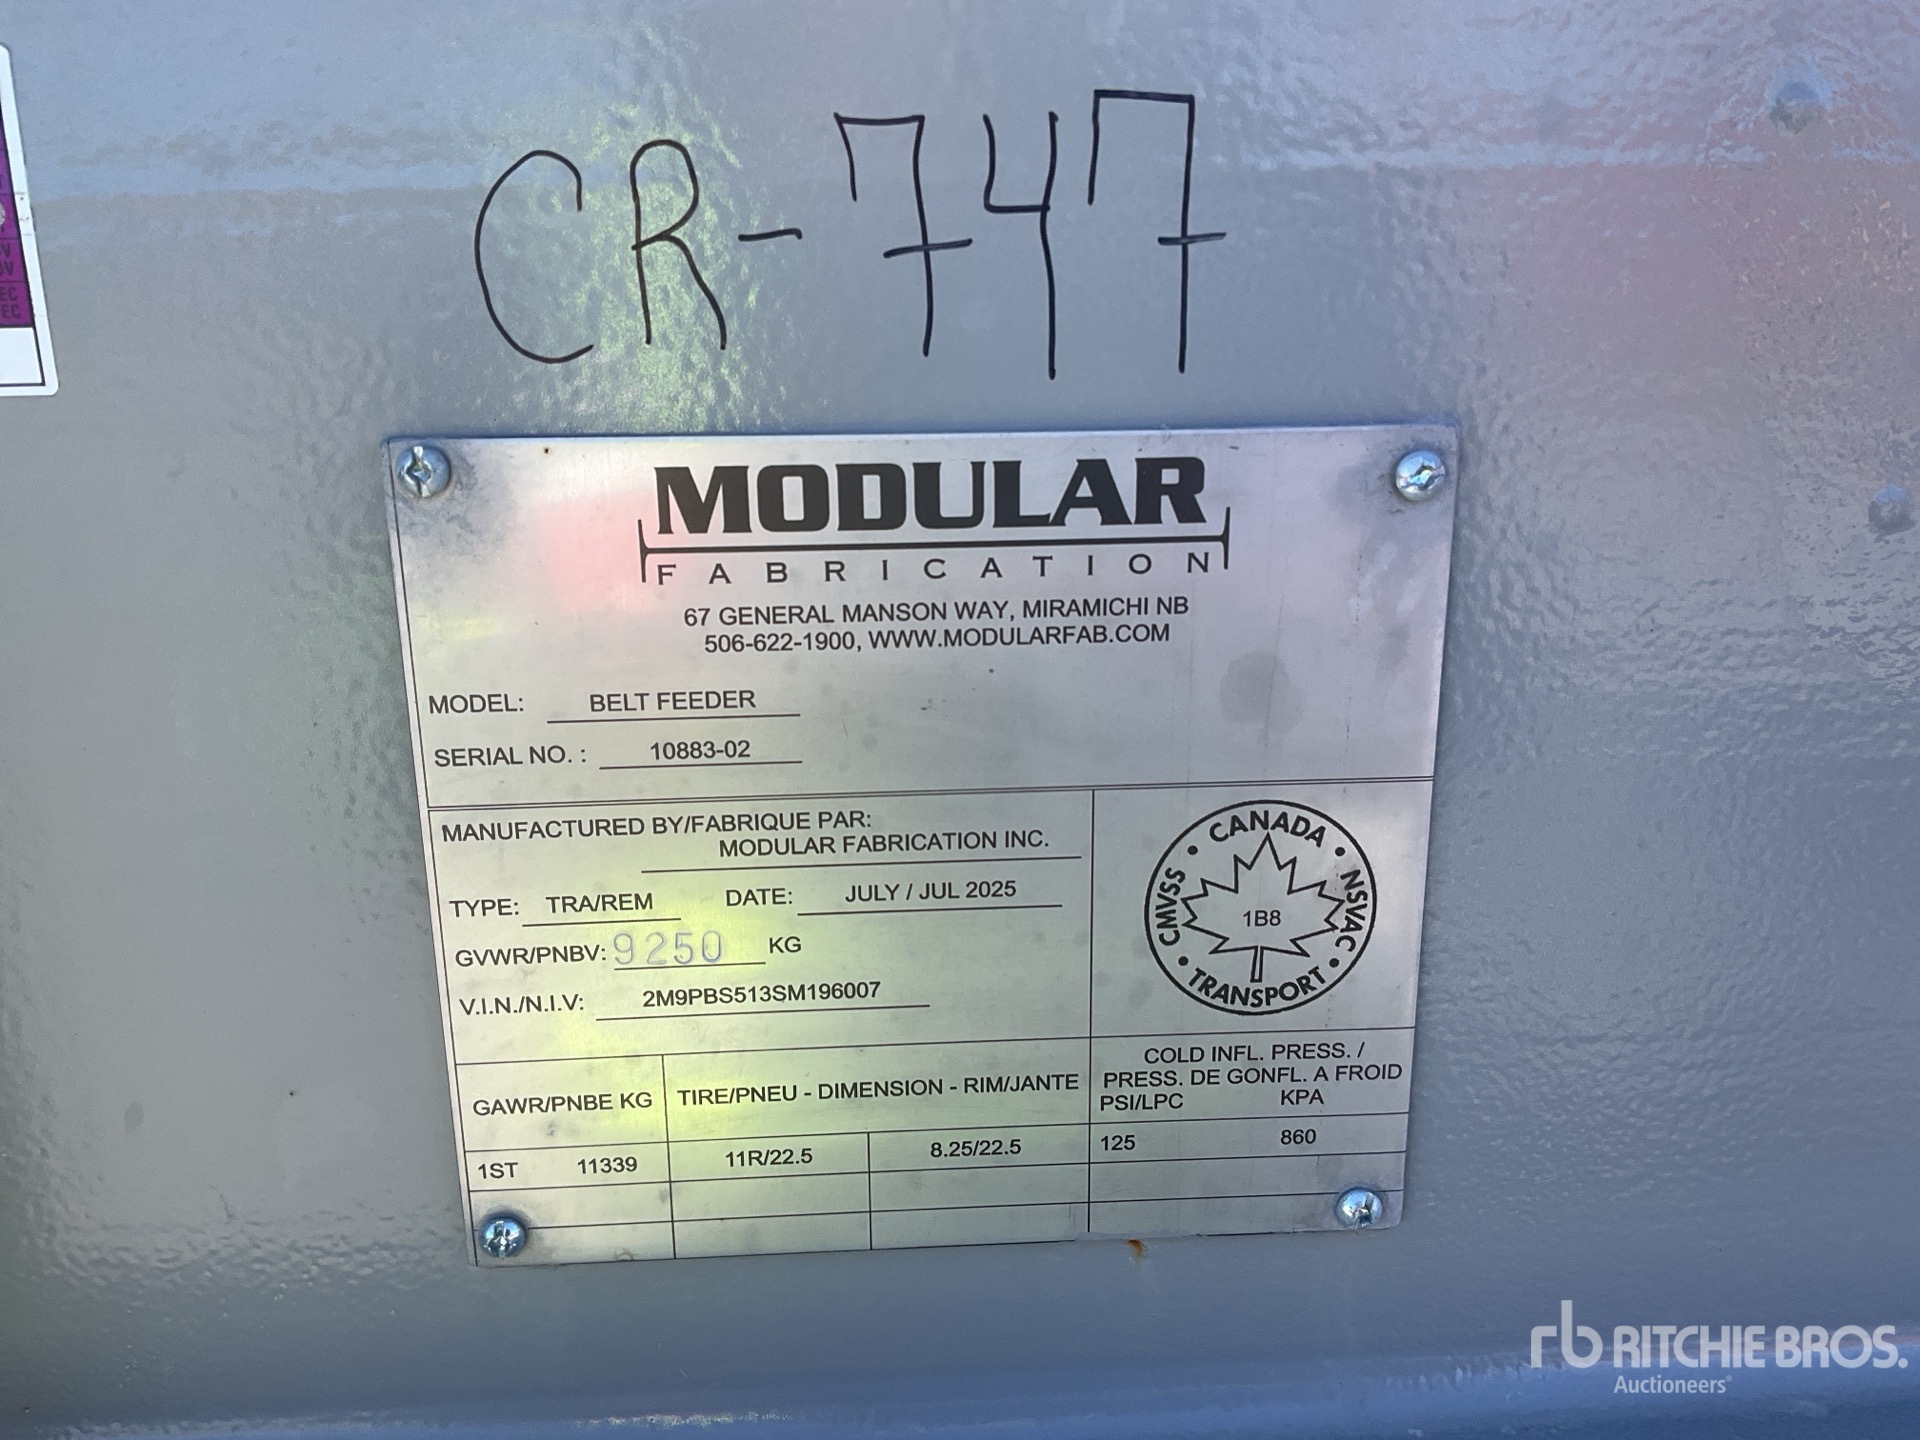 CR-747
MODULAR
FABRICATION
67 GENERAL MANSON WAY, MIRAMICHI NB
506-622-1900, WWW.MODULARFAB.COM
MODEL: BELT FEEDER
SERIAL NO. : 10883-02
MANUFACTURED BY/FABRIQUE PAR:
MODULAR FABRICATION INC.
TYPE: TRA/REM DATE: JULY / JUL 2025
GVWR/PNBV: 9250 KG
V.I.N./N.I.V: 2M9PBS513SM196007
CANADA
CMVSS
NSVAC
1B8
TRANSPORT
GAWR/PNBE KG
TIRE/PNEU - DIMENSION - RIM/JANTE
COLD INFL. PRESS. /
PRESS. DE GONFL. A FROID
PSI/LPC KPA
1ST 11339 11R/22.5 8.25/22.5 125 860
rb RITCHIE BROS.
Auctioneers